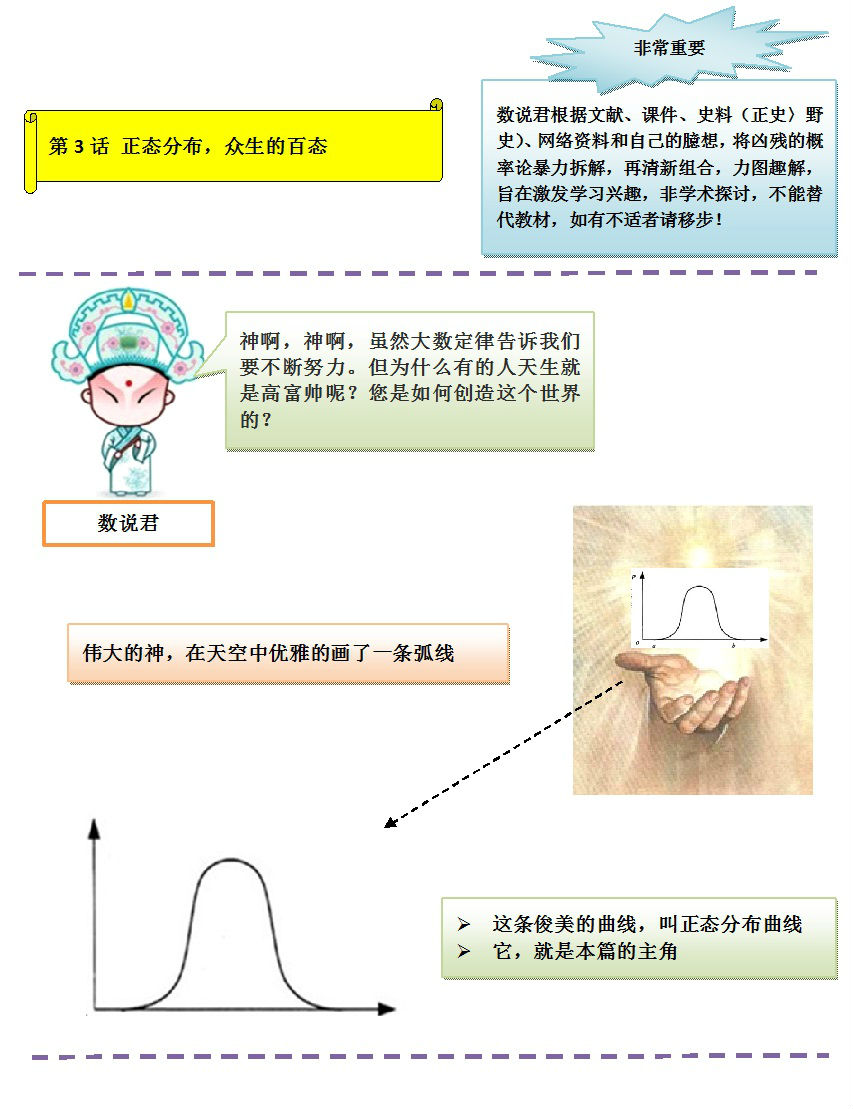 非常重要
第 3 话 正态分布，众生的百态
数说君根据文献、课件、史料（正史〉野
史）、网络资料和自己的臆想，将凶残的概
率论暴力拆解，再清新组合，力图趣解，
旨在激发学习兴趣，非学术探讨，不能替
代教材，如有不适者请移步！
神啊，神啊，虽然大数定律告诉我们
要不断努力。但为什么有的人天生就
是高富帅呢？您是如何创造这个世界
的？
数说君
P
0 a b
伟大的神，在天空中优雅的画了一条弧线
➢ 这条俊美的曲线，叫正态分布曲线
➢ 它，就是本篇的主角